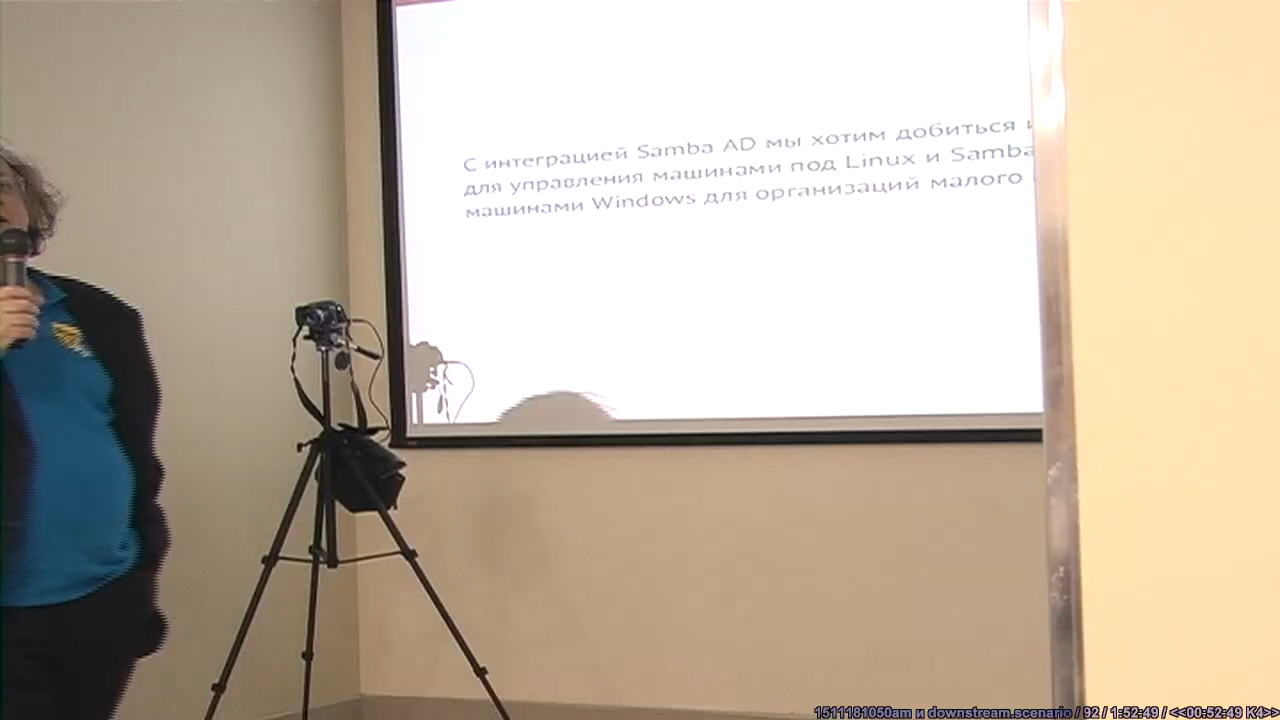 С интеграцией Samba AD мы хотим добиться
для управления машинами под Linux и Samba
машинами Windows для организаций малого
1511181050am и downstream.scenario / 92 / 1:52:49 / <<00:52:49 K4>>